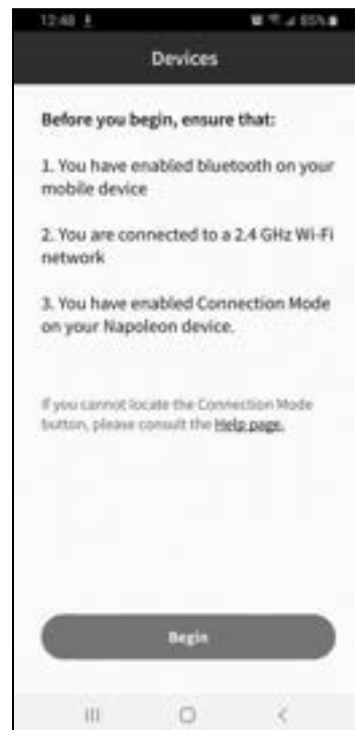 12:48
85%
Devices
Before you begin, ensure that:
1. You have enabled bluetooth on your
mobile device
2. You are connected to a 2.4 GHz Wi-Fi
network
3. You have enabled Connection Mode
on your Napoleon device.
If you cannot locate the Connection Mode
button, please consult the Help page.
Begin